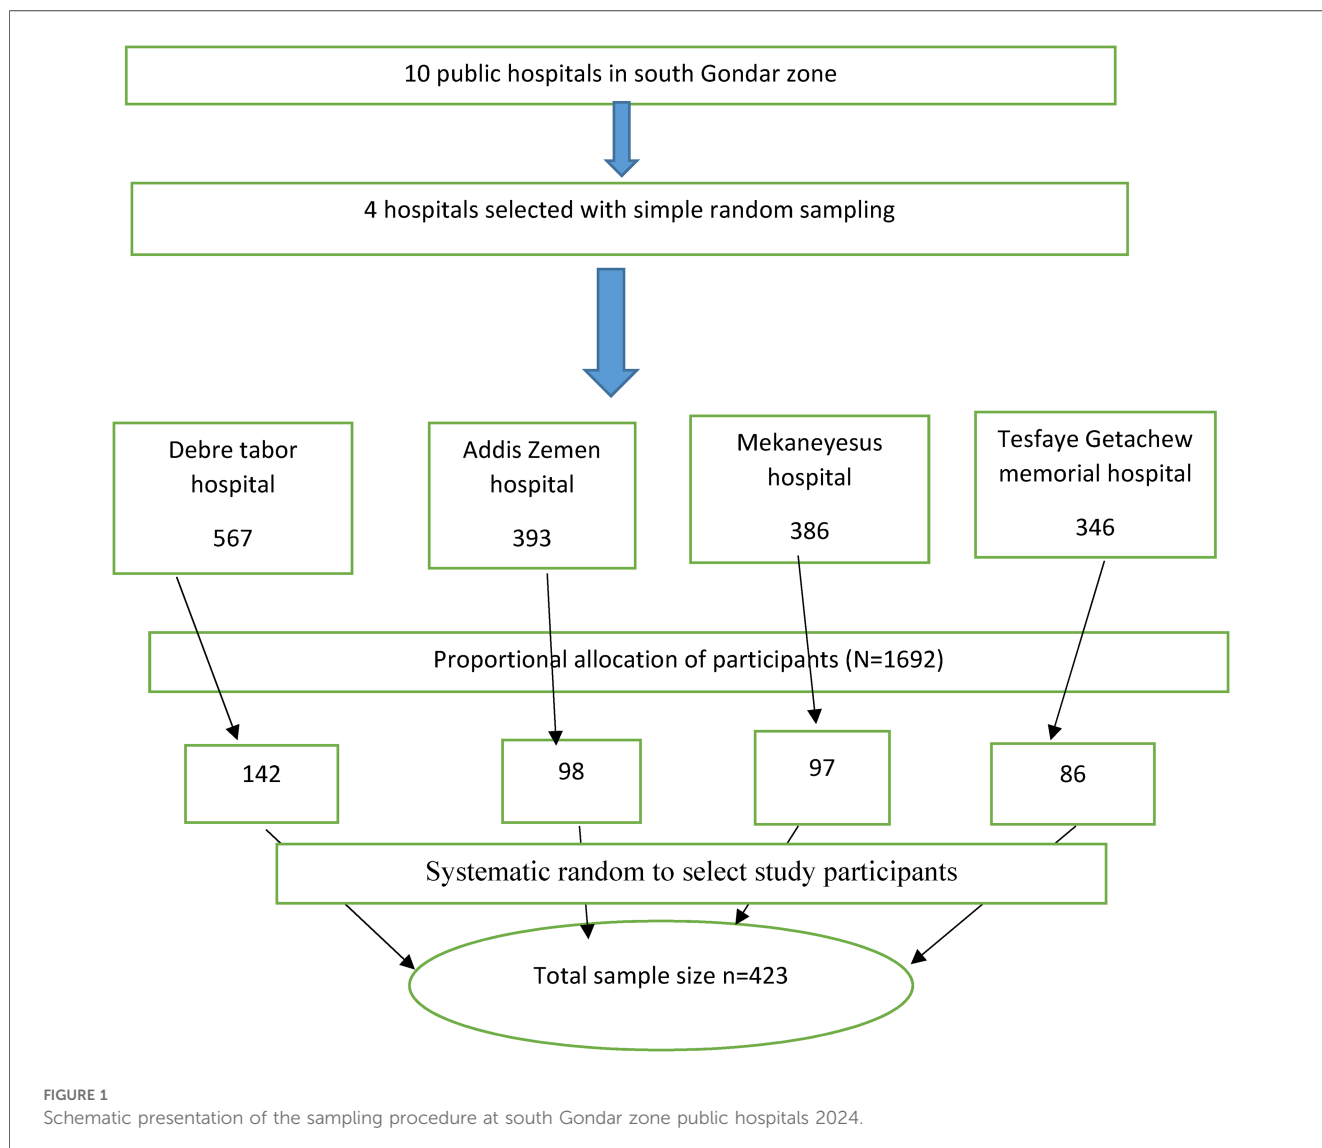 10 public hospitals in south Gondar zone
4 hospitals selected with simple random sampling
Debre tabor
hospital
567
Addis Zemen
hospital
393
Mekaneyesus
hospital
386
Tesfaye Getachew
memorial hospital
346
Proportional allocation of participants (N=1692)
142
98
97
86
Systematic random to select study participants
Total sample size n=423
FIGURE 1
Schematic presentation of the sampling procedure at south Gondar zone public hospitals 2024.